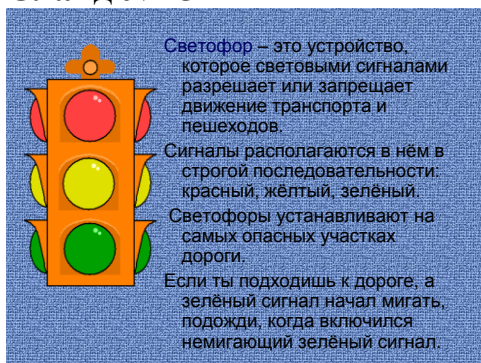 Светофор – это устройство,
которое световыми сигналами
разрешает или запрещает
движение транспорта и
пешеходов.
Сигналы располагаются в нём в
строгой последовательности:
красный, жёлтый, зелёный.
Светофоры устанавливают на
самых опасных участках
дороги.
Если ты подходишь к дороге, а
зелёный сигнал начал мигать,
подожди, когда включился
немигающий зелёный сигнал.